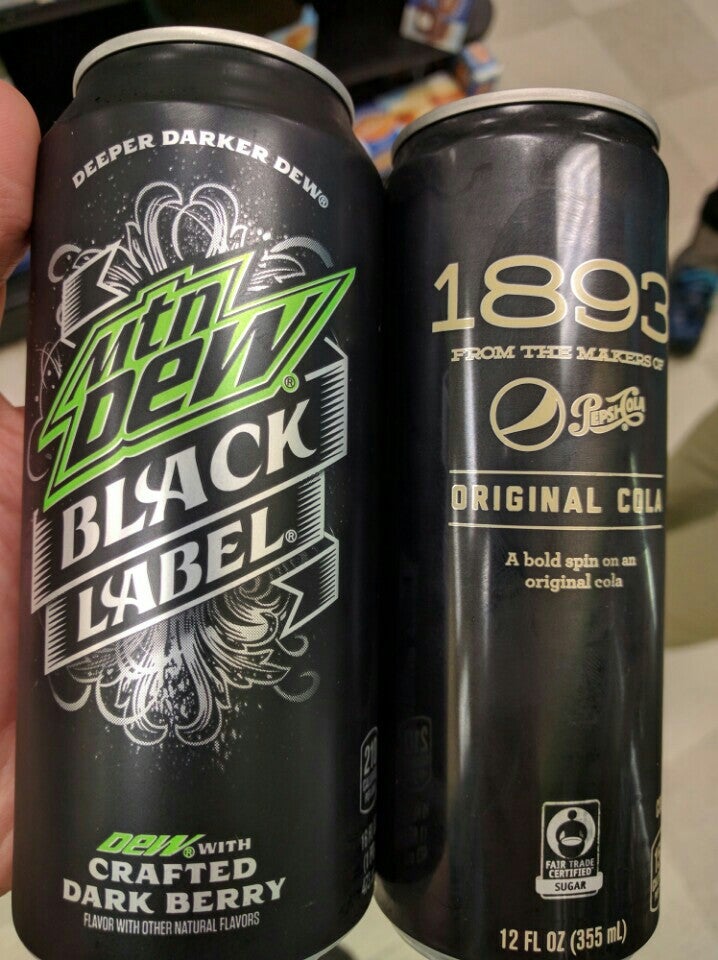 DEEPER DARKER DEW®
Mtn
DEW®
BLACK
LABEL®
DEW® WITH
CRAFTED
DARK BERRY
FLAVOR WITH OTHER NATURAL FLAVORS
1893
FROM THE MAKERS OF
PEPSI-COLA
ORIGINAL COLA
A bold spin on an
original cola
FAIR TRADE
CERTIFIED™
SUGAR
12 FL OZ (355 mL)